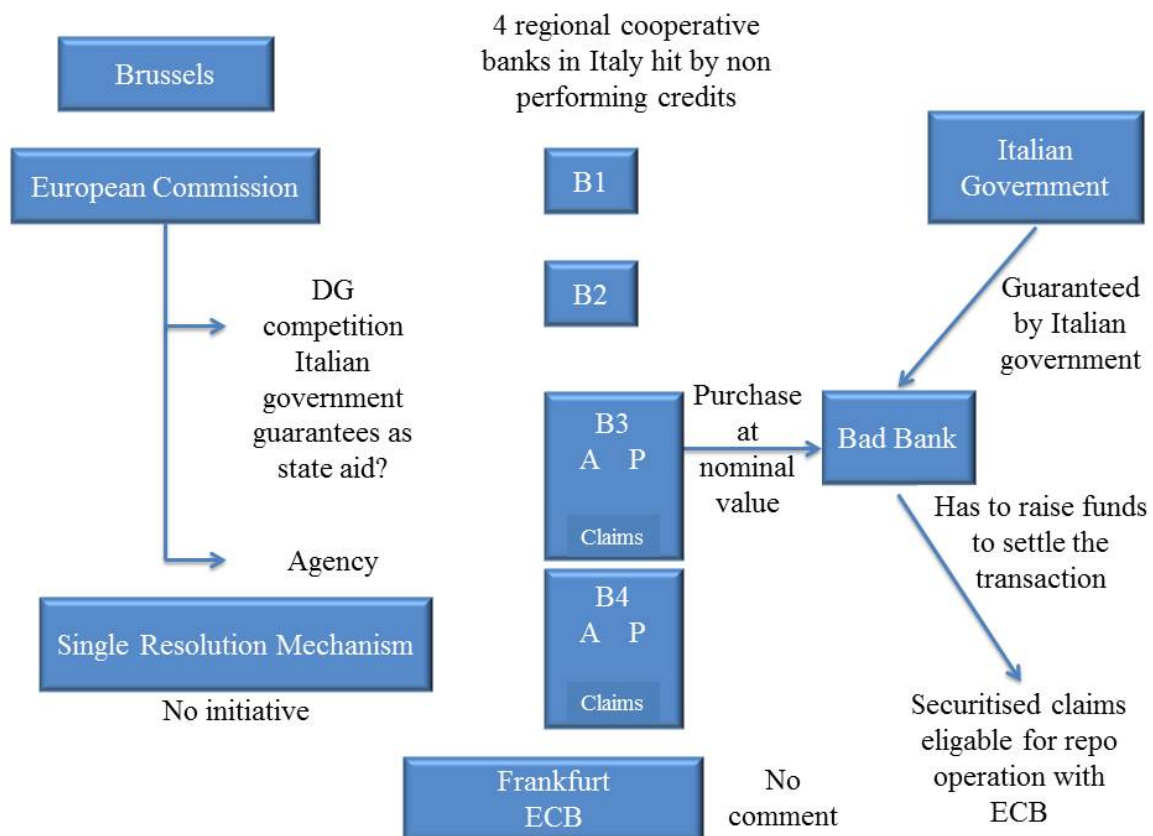 Brussels
European Commission
DG
competition
Italian
government
guarantees as
state aid?
Agency
Single Resolution Mechanism
No initiative
4 regional cooperative
banks in Italy hit by non
performing credits
B1
B2
B3
A P
Claims
B4
A P
Claims
Frankfurt
ECB
No
comment
Purchase
at
nominal
value
Italian
Government
Guaranteed
by Italian
government
Bad Bank
Has to raise funds
to settle the
transaction
Securitised claims
eligable for repo
operation with
ECB